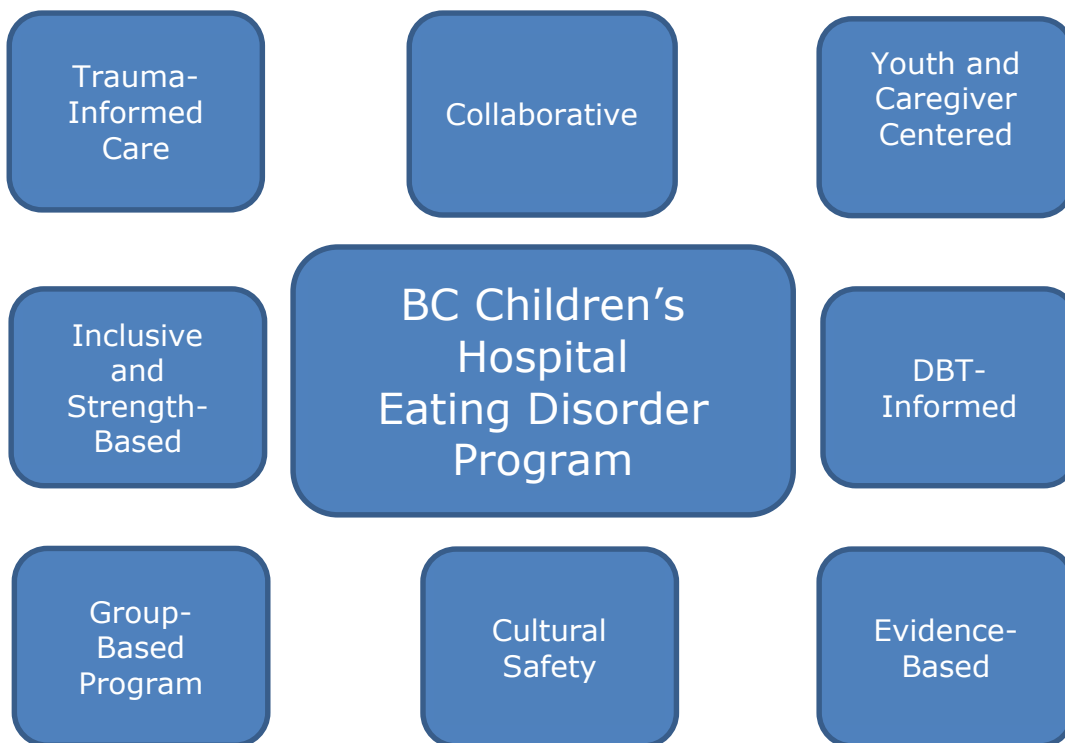 Trauma-
Informed
Care
Collaborative
Youth and
Caregiver
Centered
Inclusive
and
Strength-
Based
BC Children’s
Hospital
Eating Disorder
Program
DBT-
Informed
Group-
Based
Program
Cultural
Safety
Evidence-
Based